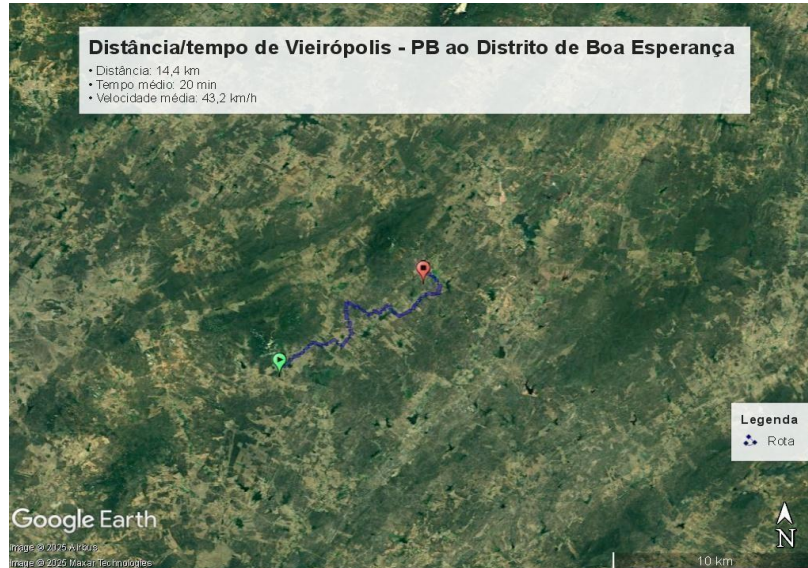 Distância/tempo de Vieirópolis - PB ao Distrito de Boa Esperança
• Distância: 14,4 km
• Tempo médio: 20 min
• Velocidade média: 43,2 km/h
Legenda
Rota
Google Earth
N
Image © 2025 Airbus
Image © 2025 Maxar Technologies
10 km